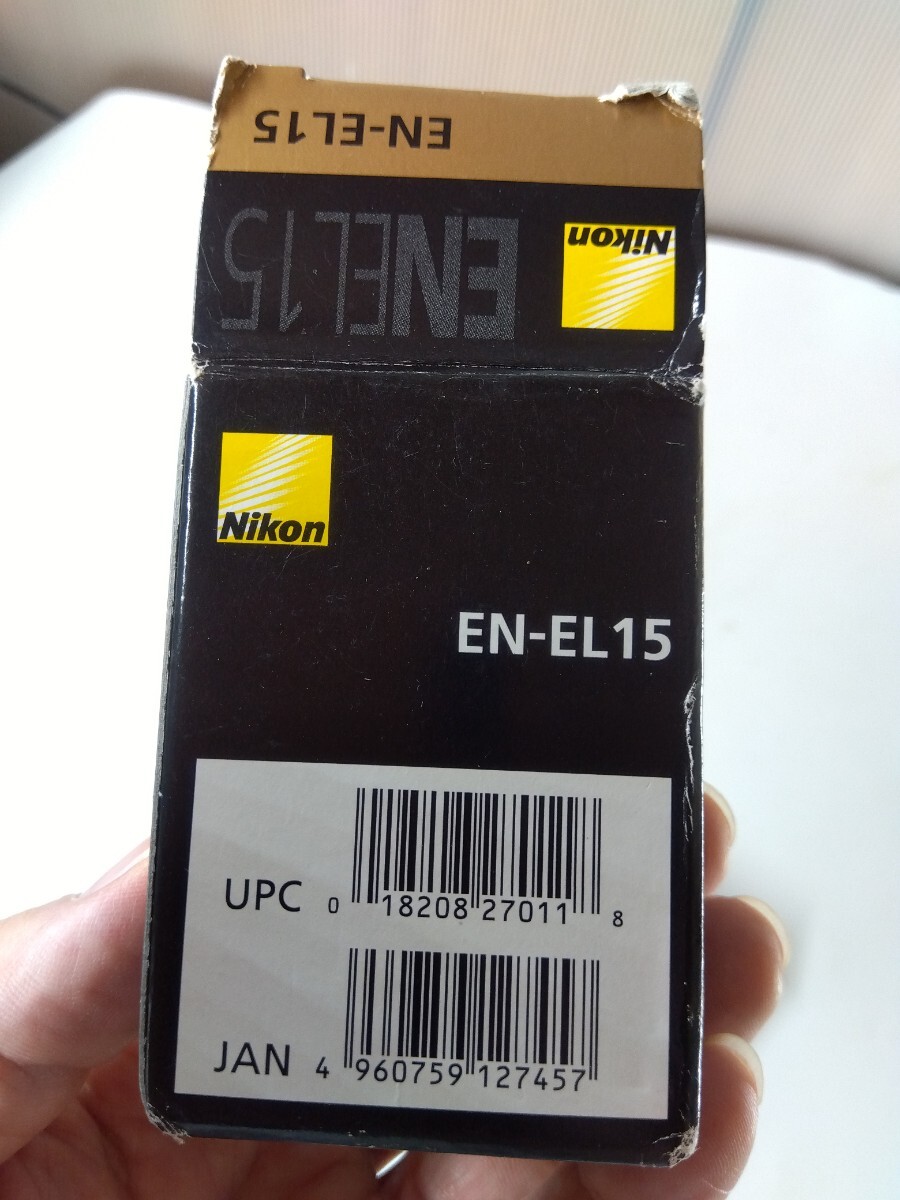 EN-EL15
ENEL15
Nikon
Nikon
EN-EL15
UPC 0 18208 27011 8
JAN 4 960759 127457